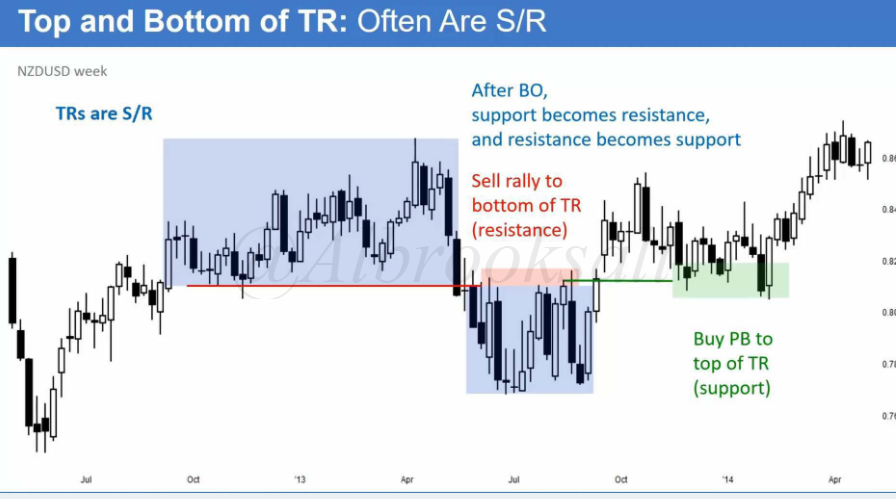 Top and Bottom of TR: Often Are S/R
NZDUSD week
TRs are S/R
After BO,
support becomes resistance,
and resistance becomes support
Sell rally to
bottom of TR
(resistance)
Buy PB to
top of TR
(support)
0.86
0.84
0.82
0.80
0.78
0.76
Jul
Oct
'13
Apr
Jul
Oct
'14
Apr